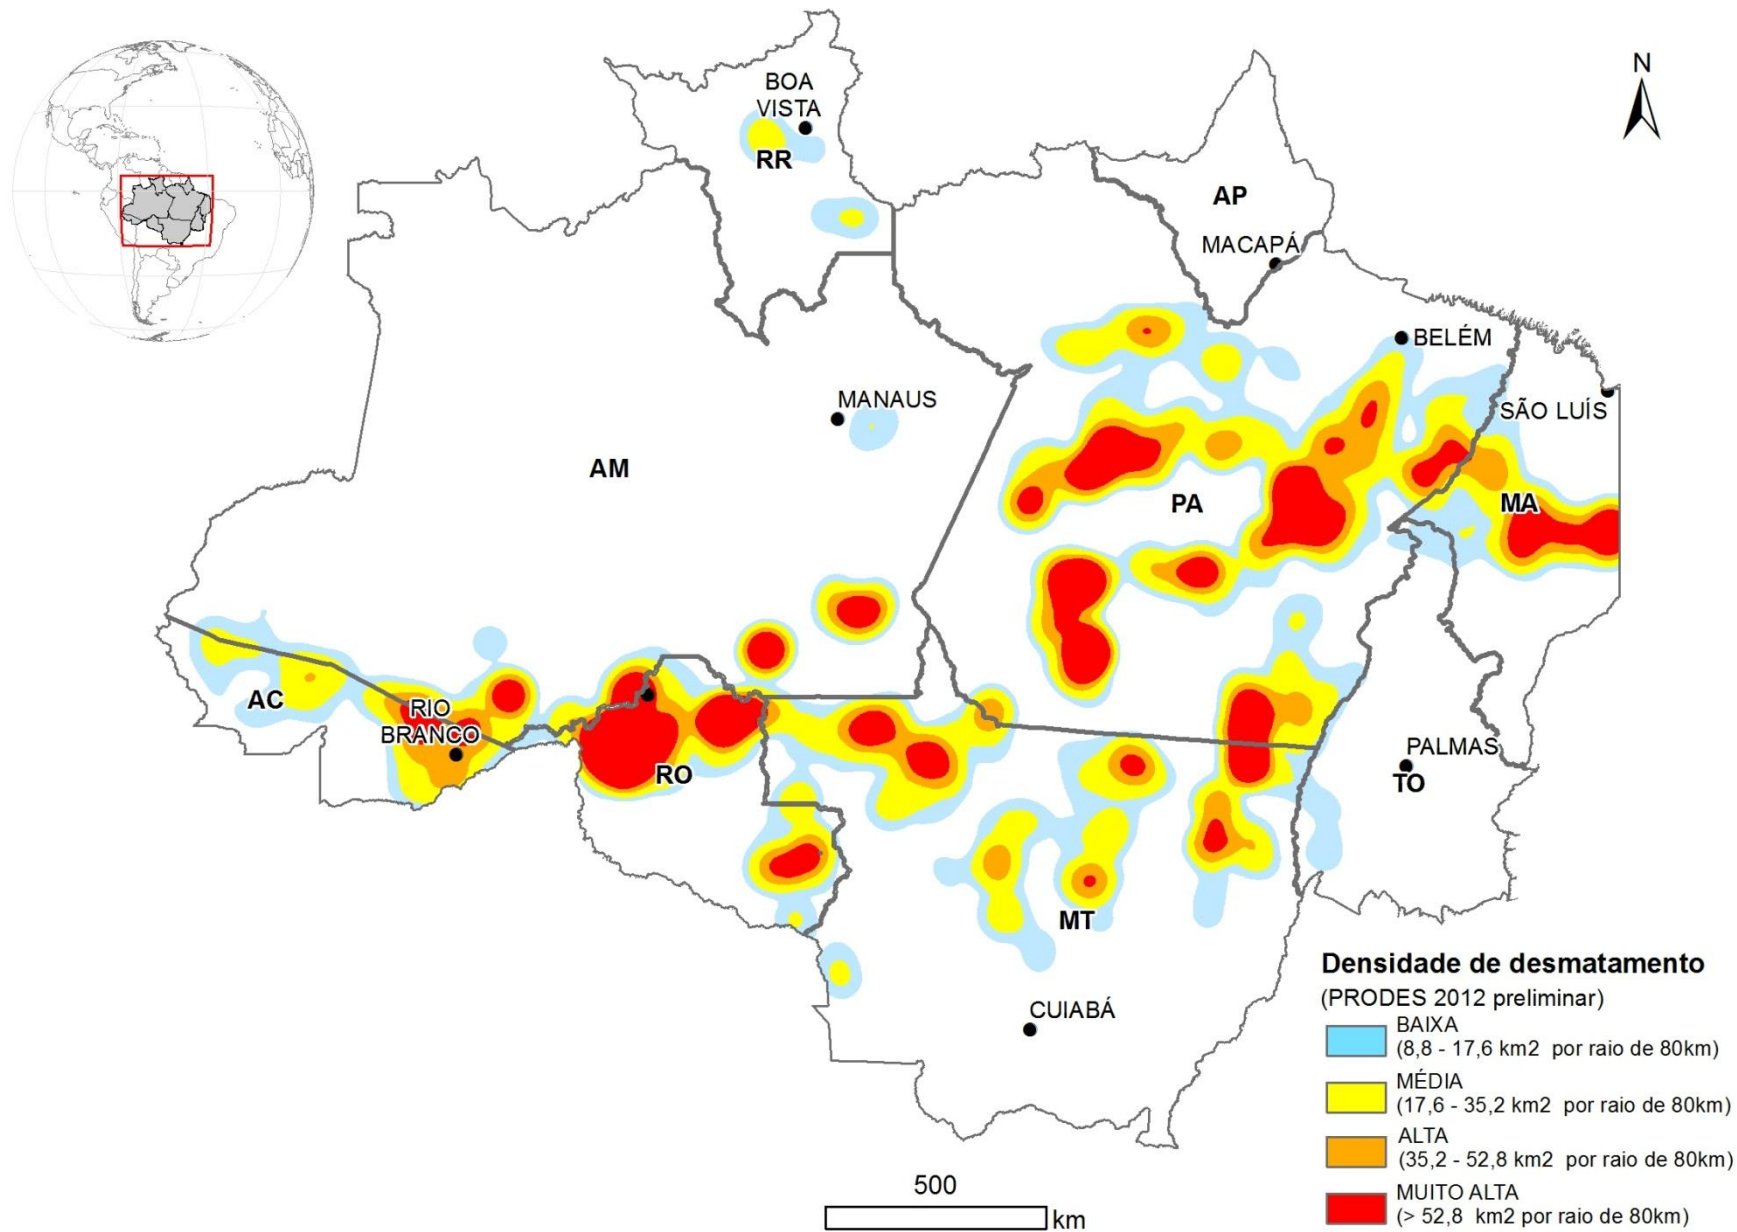 N
BOA
VISTA
RR
AP
MACAPÁ
BELÉM
MANAUS
SÃO LUÍS
AM
PA
MA
AC
RIO
BRANCO
RO
PALMAS
TO
MT
CUIABÁ
Densidade de desmatamento
(PRODES 2012 preliminar)
BAIXA
(8,8 - 17,6 km2 por raio de 80km)
MÉDIA
(17,6 - 35,2 km2 por raio de 80km)
ALTA
(35,2 - 52,8 km2 por raio de 80km)
MUITO ALTA
(> 52,8 km2 por raio de 80km)
500
km